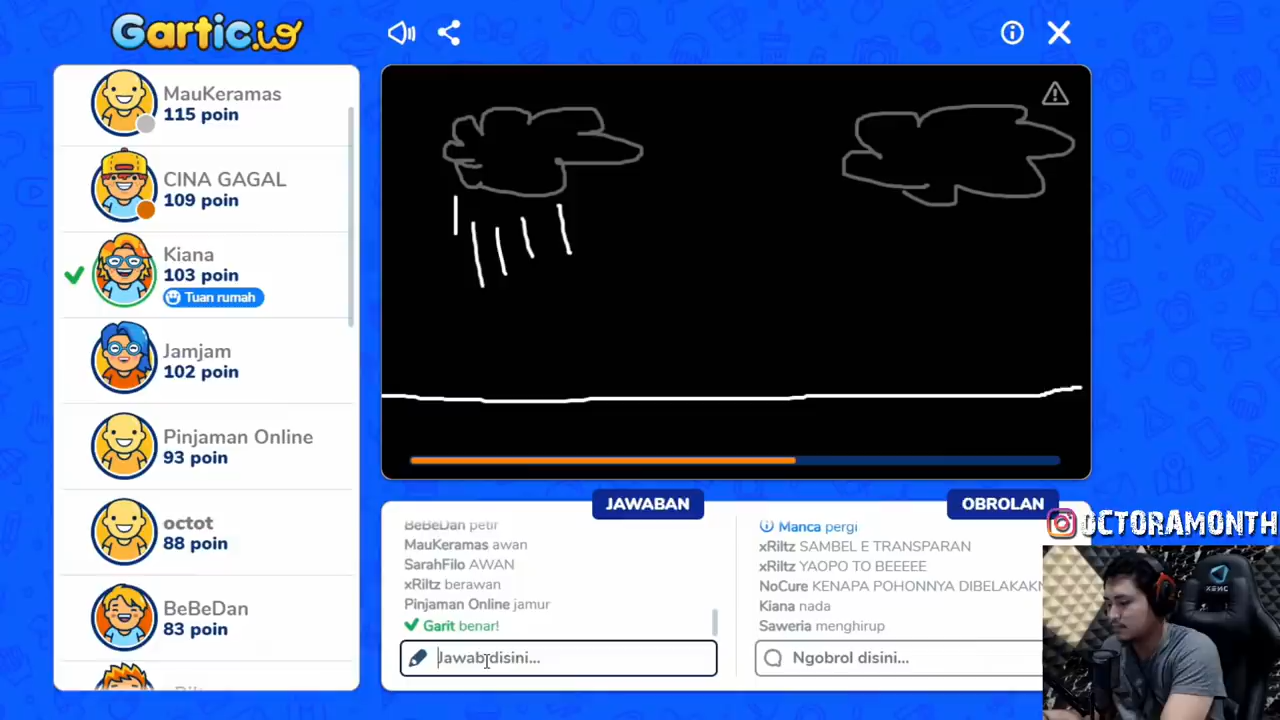 Gartic.io
MauKeramas
115 poin
CINA GAGAL
109 poin
Kiana
103 poin
Tuan rumah
Jamjam
102 poin
Pinjaman Online
93 poin
octot
88 poin
BeBeDan
83 poin
JAWABAN
BeBeDan petir
MauKeramas awan
SarahFilo AWAN
xRiltz berawan
Pinjaman Online jamur
Garit benar!
Jawab disini...
OBROLAN
Manca pergi
xRiltz SAMBEL E TRANSPARAN
xRiltz YAOPO TO BEEEEE
NoCure KENAPA POHONNYA DIBELAKAKN
Kiana nada
Saweria menghirup
Ngobrol disini...
OCTORAMONTH